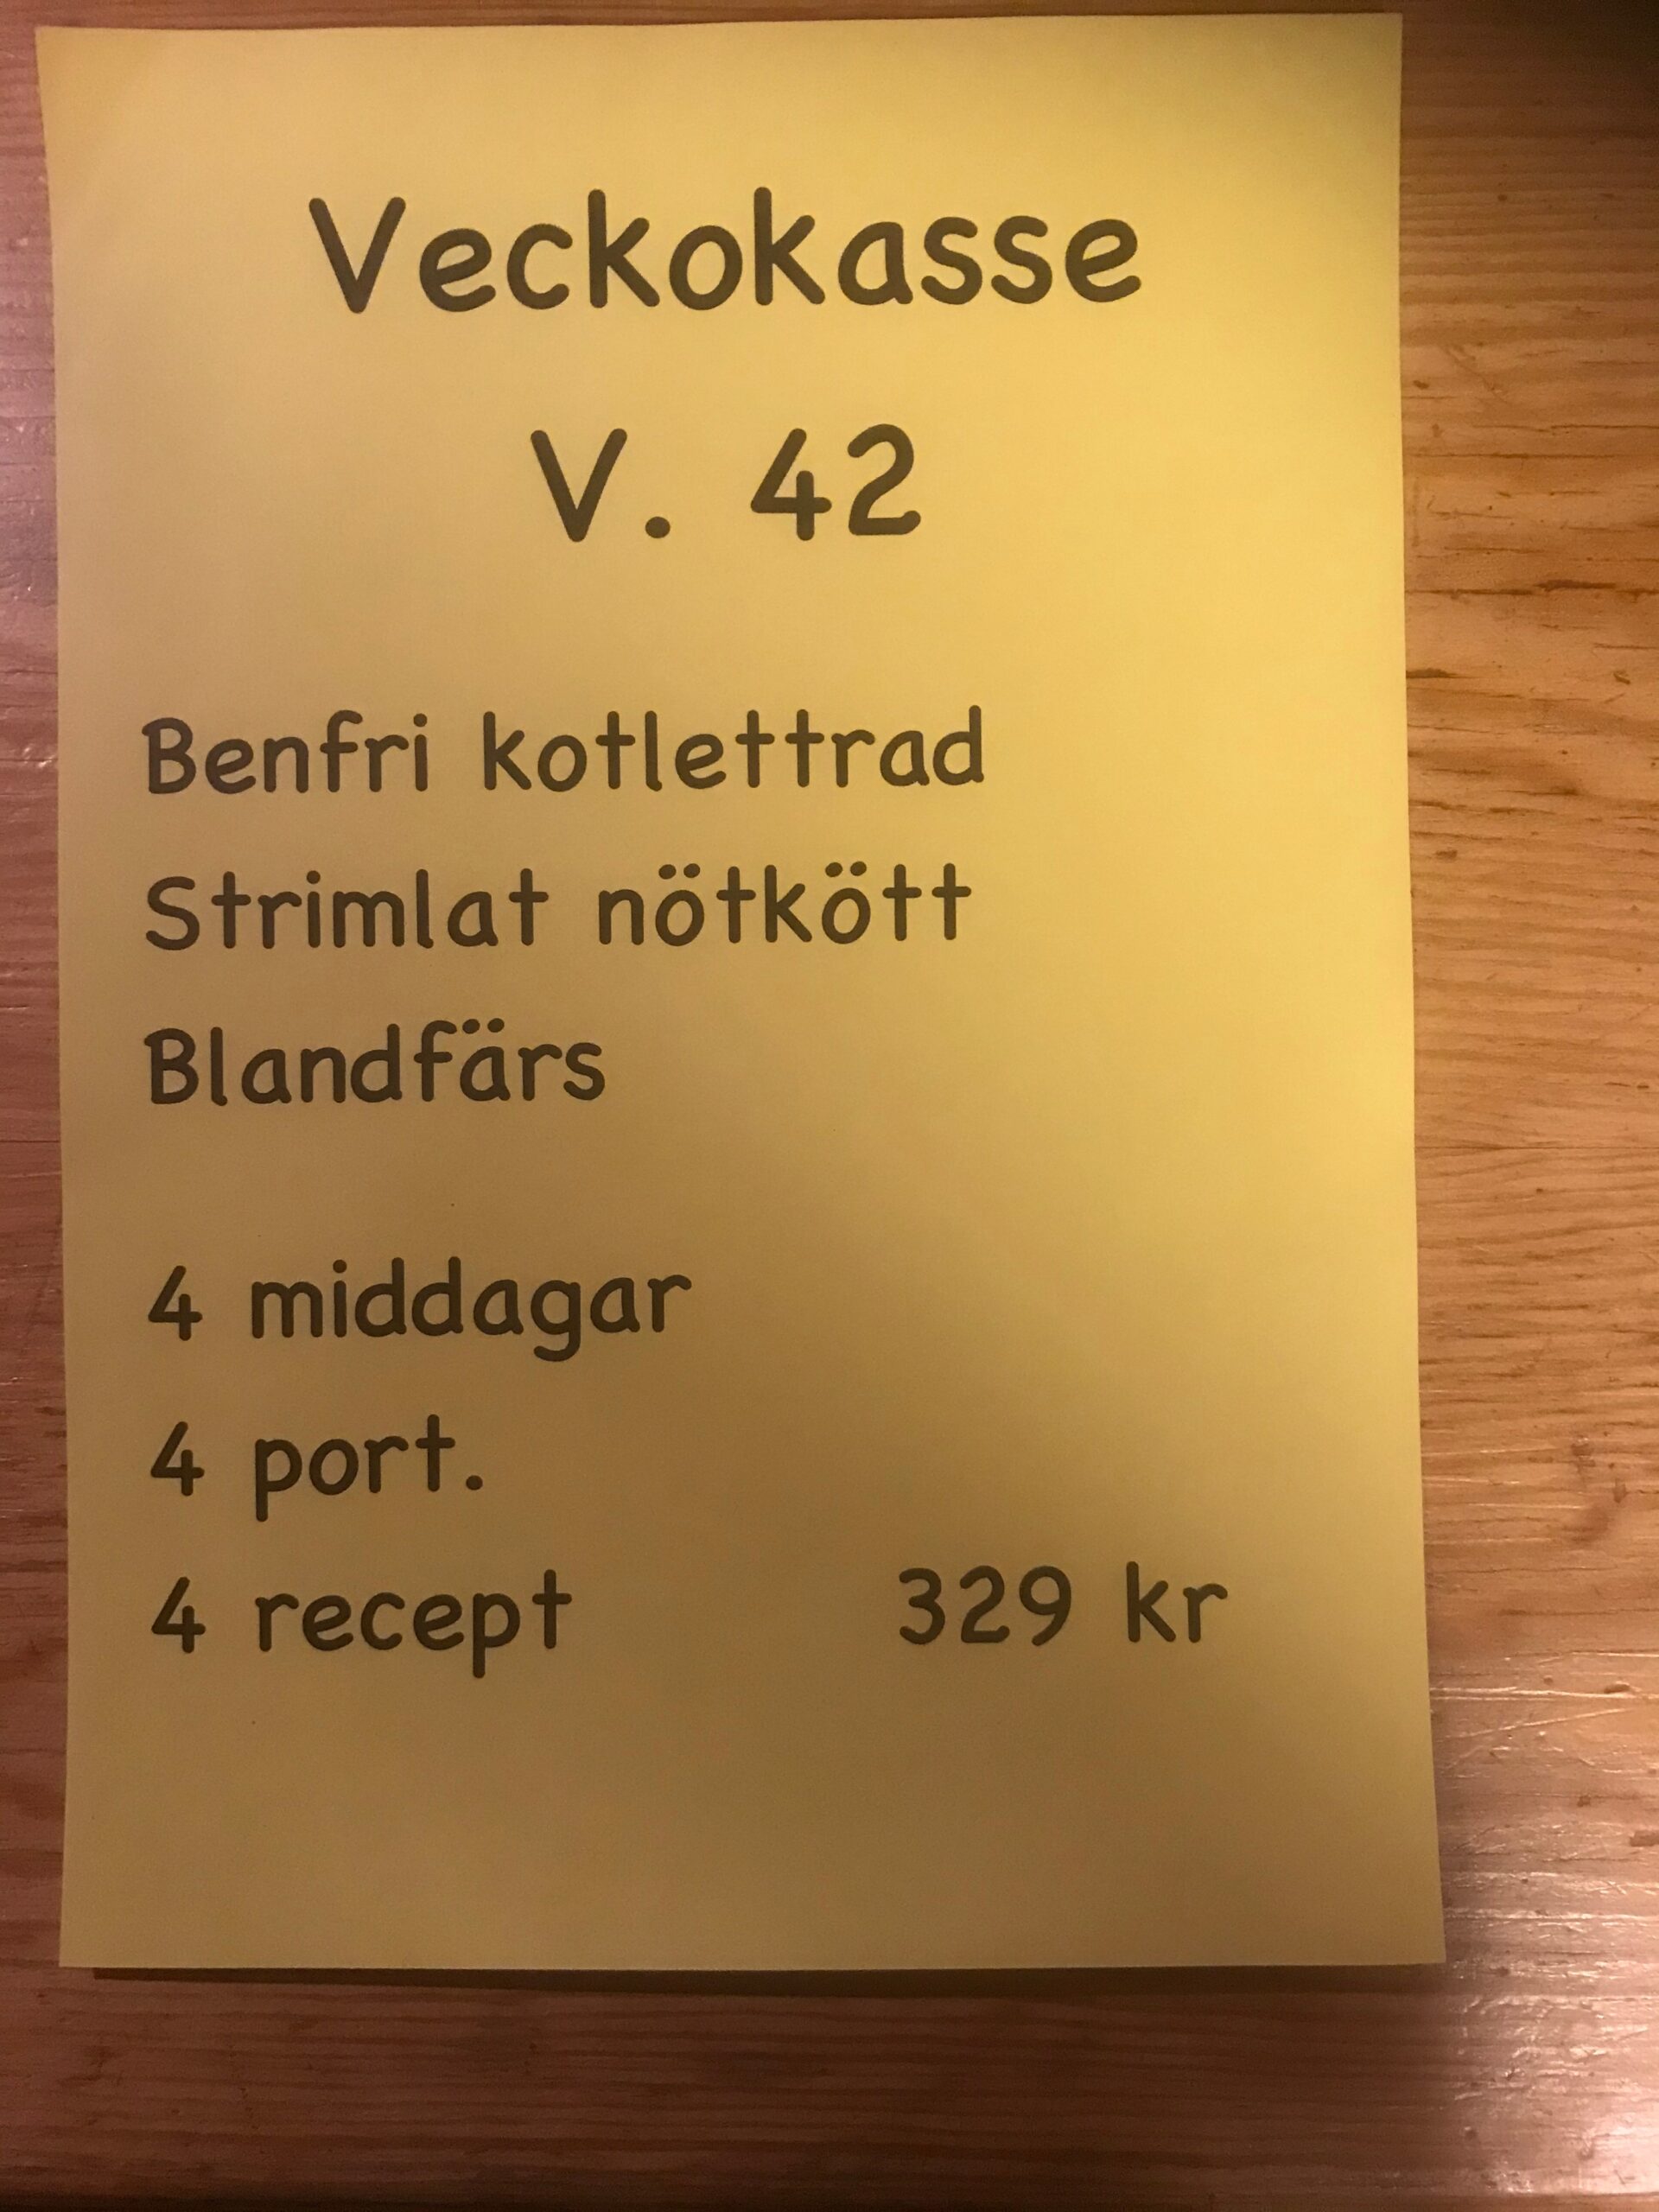 Veckokasse
V. 42
Benfri kotlettrad
Strimlat nötkött
Blandfärs
4 middagar
4 port.
4 recept 329 kr